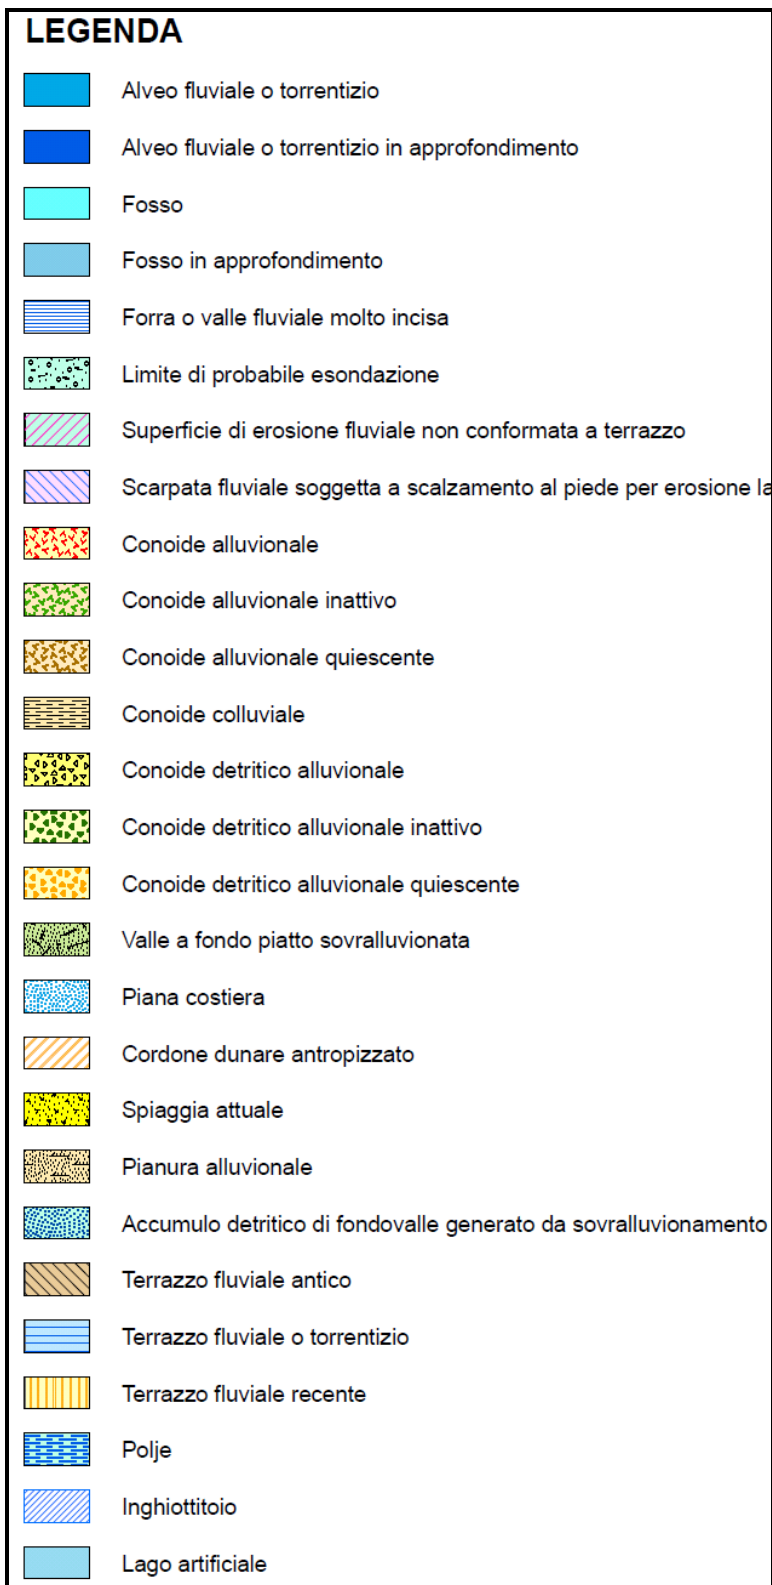 LEGENDA
Alveo fluviale o torrentizio
Alveo fluviale o torrentizio in approfondimento
Fosso
Fosso in approfondimento
Forra o valle fluviale molto incisa
Limite di probabile esondazione
Superficie di erosione fluviale non conformata a terrazzo
Scarpata fluviale soggetta a scalzamento al piede per erosione la
Conoide alluvionale
Conoide alluvionale inattivo
Conoide alluvionale quiescente
Conoide colluviale
Conoide detritico alluvionale
Conoide detritico alluvionale inattivo
Conoide detritico alluvionale quiescente
Valle a fondo piatto sovralluvionata
Piana costiera
Cordone dunare antropizzato
Spiaggia attuale
Pianura alluvionale
Accumulo detritico di fondovalle generato da sovralluvionamento
Terrazzo fluviale antico
Terrazzo fluviale o torrentizio
Terrazzo fluviale recente
Polje
Inghiottitoio
Lago artificiale